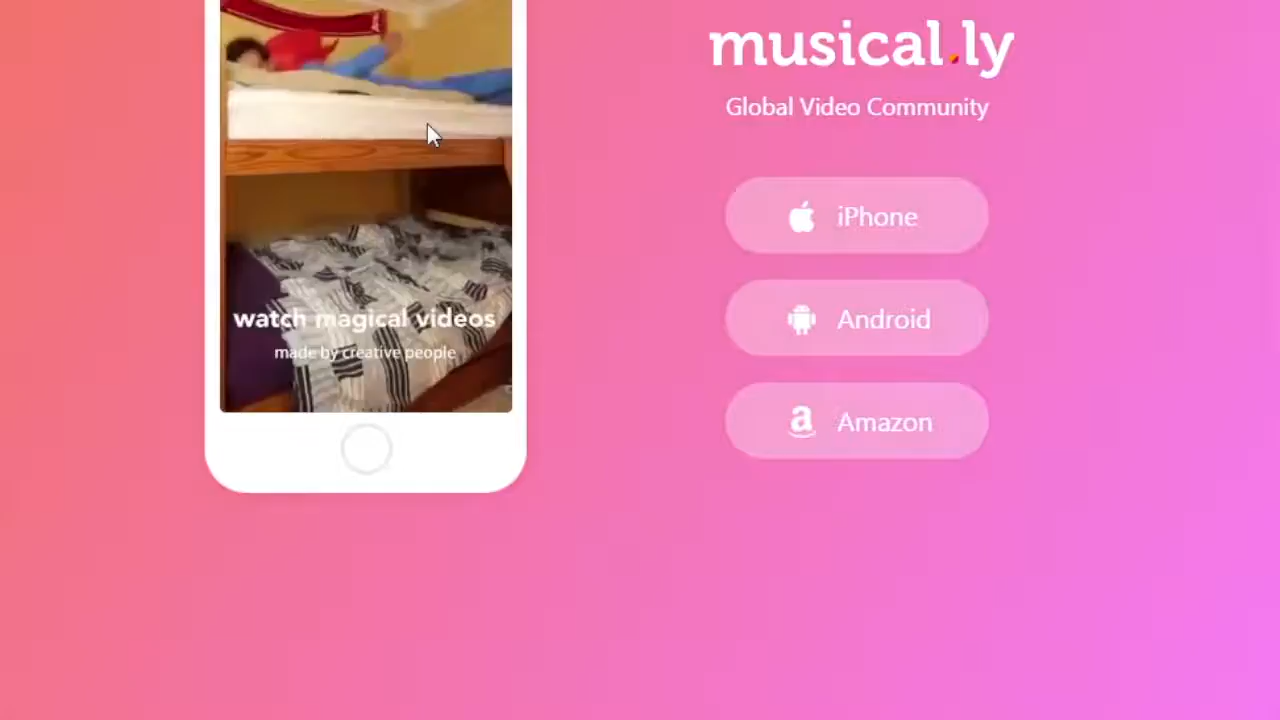 musical.ly
Global Video Community
iPhone
Android
Amazon
watch magical videos
made by creative people